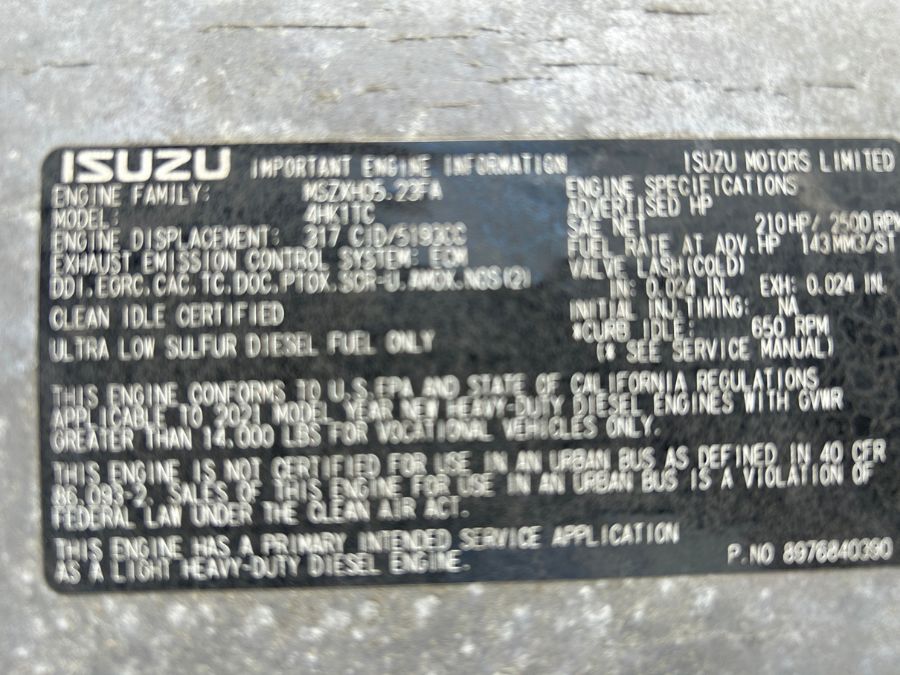 ISUZU IMPORTANT ENGINE INFORMATION ISUZU MOTORS LIMITED
ENGINE FAMILY: MSZXH05.23FA
MODEL: 4HK1TC
ENGINE DISPLACEMENT: 317 CID/5193CC
EXHAUST EMISSION CONTROL SYSTEM: ECM
DDI,EGRC,CAC,TC,DOC,PTOX,SCR-U,AMOX,NOS(2)
CLEAN IDLE CERTIFIED
ULTRA LOW SULFUR DIESEL FUEL ONLY
ENGINE SPECIFICATIONS
ADVERTISED HP
SAE NET 210HP/ 2500RPM
FUEL RATE AT ADV.HP 143MM3/ST
VALVE LASH(COLD)
IN: 0.024 IN. EXH: 0.024 IN.
INITIAL INJ.TIMING: NA
*CURB IDLE: 650 RPM
(* SEE SERVICE MANUAL)
THIS ENGINE CONFORMS TO U.S.EPA AND STATE OF CALIFORNIA REGULATIONS
APPLICABLE TO 2021 MODEL YEAR NEW HEAVY-DUTY DIESEL ENGINES WITH GVWR
GREATER THAN 14,000 LBS FOR VOCATIONAL VEHICLES ONLY.
THIS ENGINE IS NOT CERTIFIED FOR USE IN AN URBAN BUS AS DEFINED IN 40 CFR
86.093-2. SALES OF THIS ENGINE FOR USE IN AN URBAN BUS IS A VIOLATION OF
FEDERAL LAW UNDER THE CLEAN AIR ACT.
THIS ENGINE HAS A PRIMARY INTENDED SERVICE APPLICATION
AS A LIGHT HEAVY-DUTY DIESEL ENGINE.
P.NO 8976840390